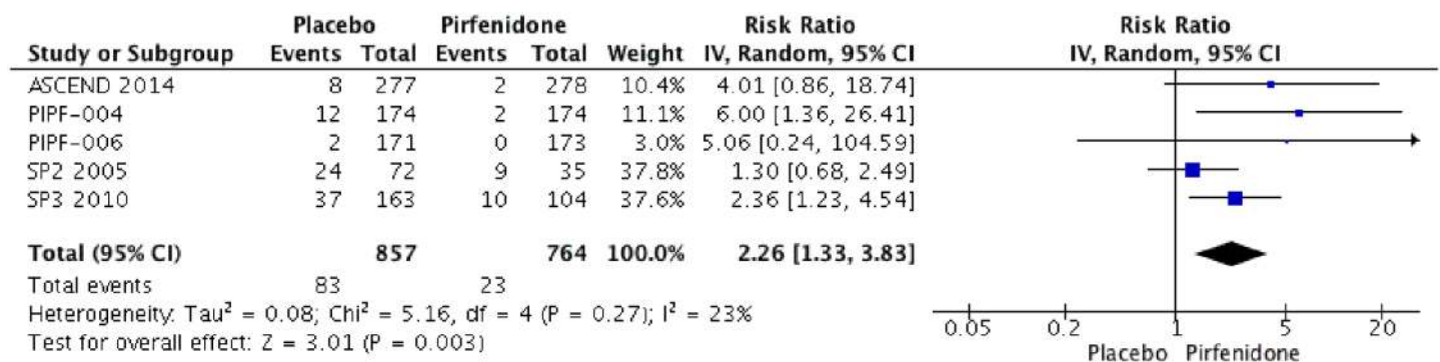 Placebo Pirfenidone Risk Ratio Risk Ratio
Study or Subgroup Events Total Events Total Weight IV, Random, 95% CI IV, Random, 95% CI
ASCEND 2014 8 277 2 278 10.4% 4.01 [0.86, 18.74]
PIPF-004 12 174 2 174 11.1% 6.00 [1.36, 26.41]
PIPF-006 2 171 0 173 3.0% 5.06 [0.24, 104.59]
SP2 2005 24 72 9 35 37.8% 1.30 [0.68, 2.49]
SP3 2010 37 163 10 104 37.6% 2.36 [1.23, 4.54]
Total (95% CI) 857 764 100.0% 2.26 [1.33, 3.83]
Total events 83 23
Heterogeneity: Tau² = 0.08; Chi² = 5.16, df = 4 (P = 0.27); I² = 23%
Test for overall effect: Z = 3.01 (P = 0.003)
0.05 0.2 1 5 20
Placebo Pirfenidone